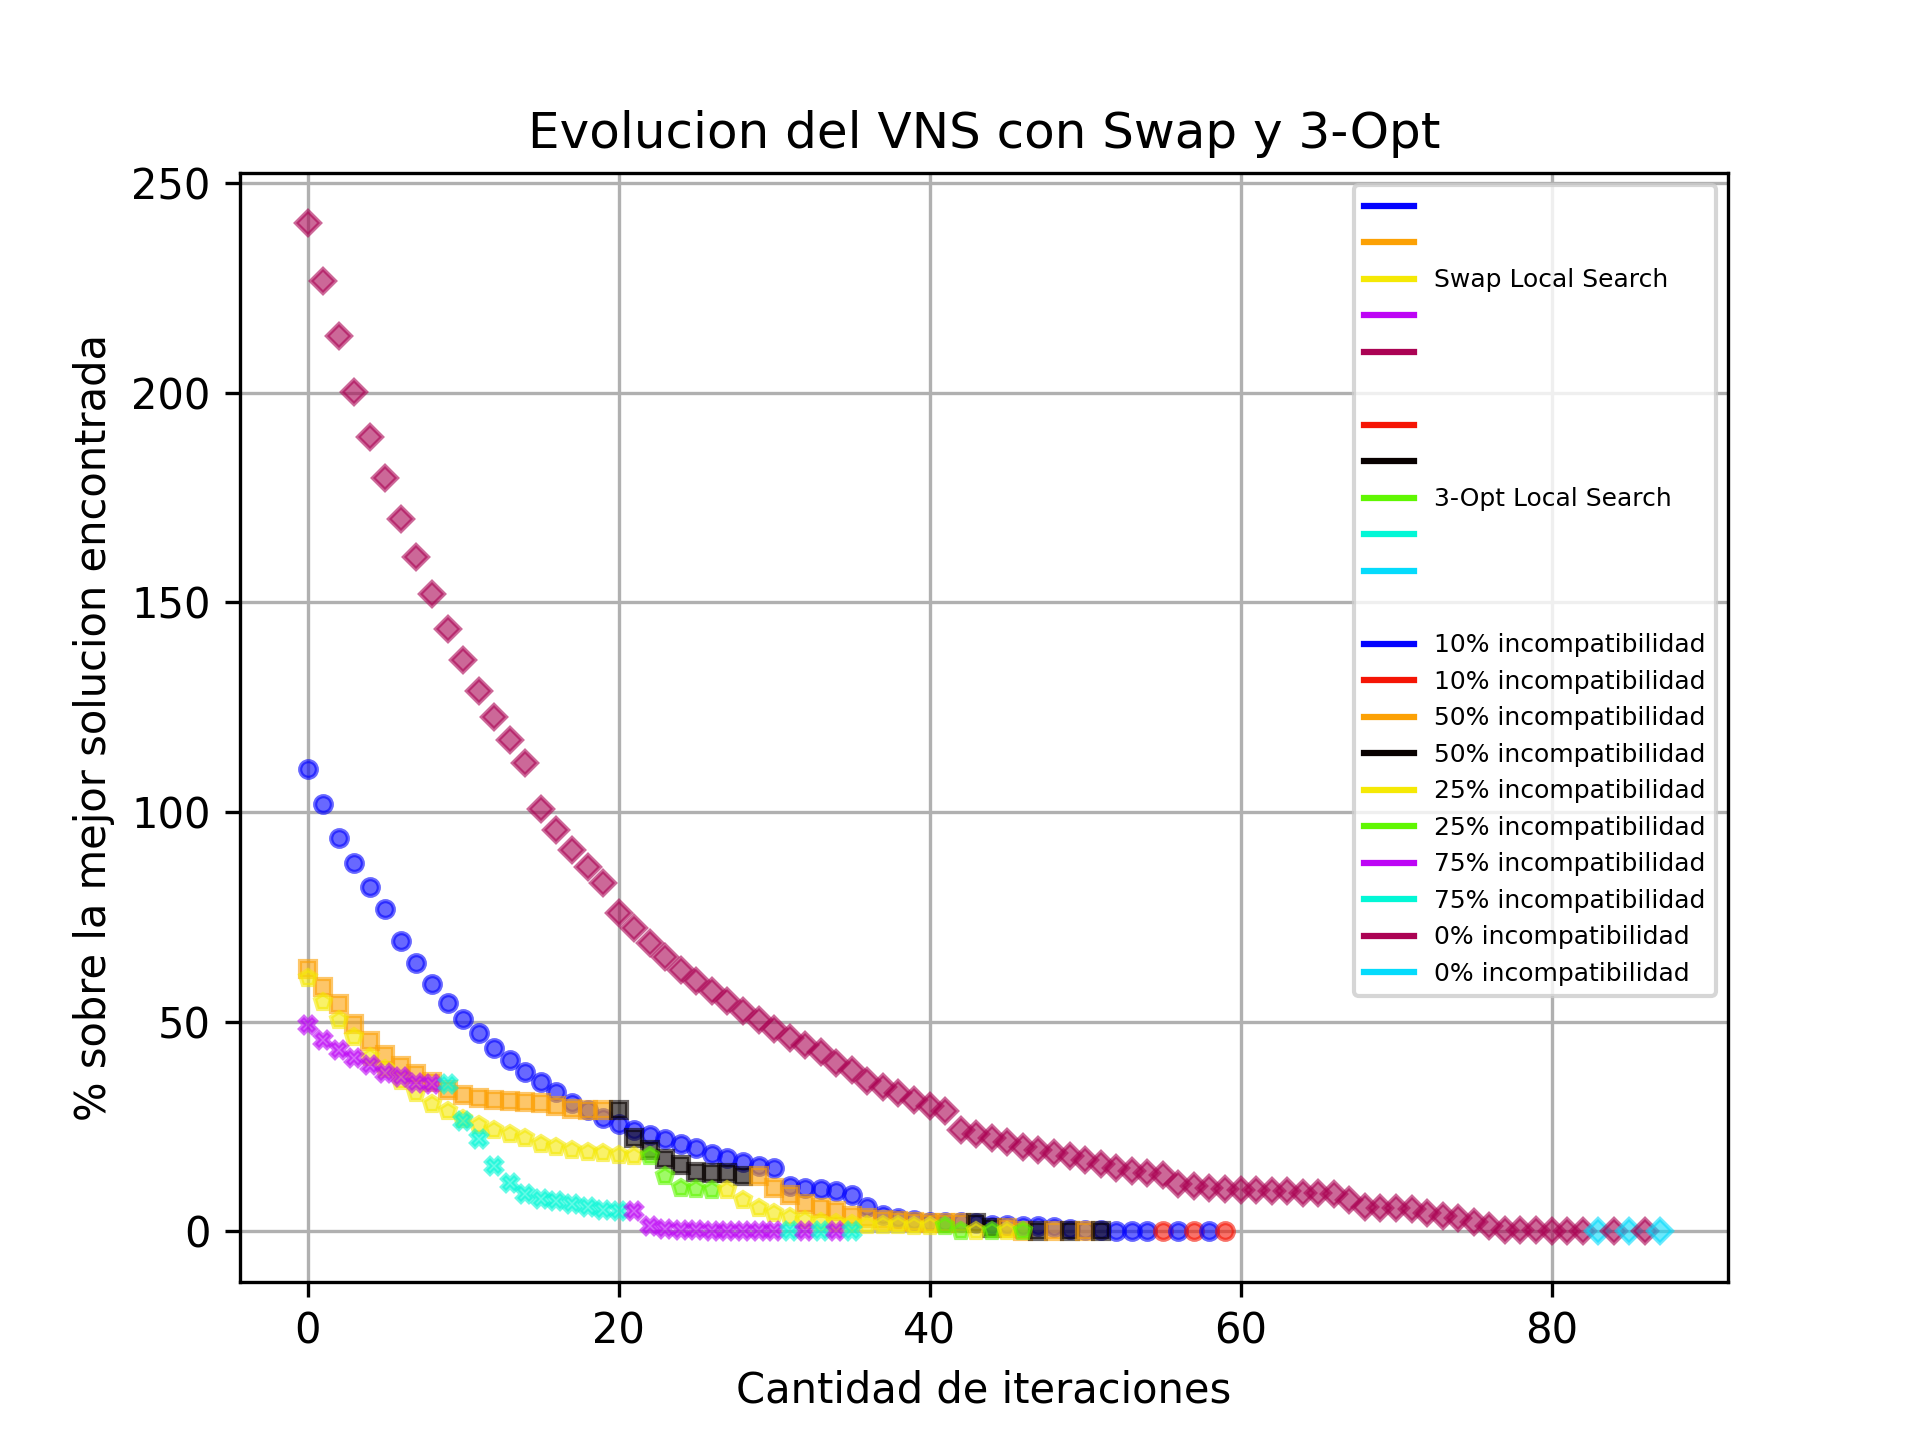 Evolucion del VNS con Swap y 3-Opt
% sobre la mejor solucion encontrada
250
200
150
100
50
0
Swap Local Search
3-Opt Local Search
10% incompatibilidad
10% incompatibilidad
50% incompatibilidad
50% incompatibilidad
25% incompatibilidad
25% incompatibilidad
75% incompatibilidad
75% incompatibilidad
0% incompatibilidad
0% incompatibilidad
0 20 40 60 80
Cantidad de iteraciones